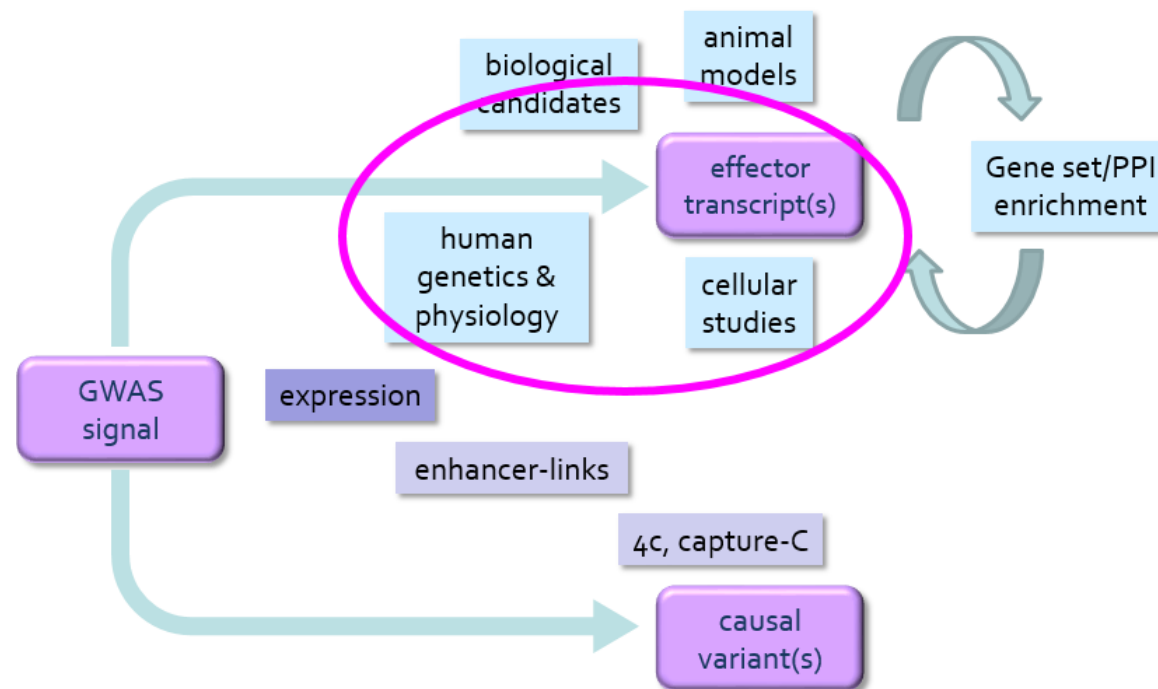 animal
models
biological
candidates
effector
transcript(s)
Gene set/PPI
enrichment
human
genetics &
physiology
cellular
studies
GWAS
signal
expression
enhancer-links
4c, capture-C
causal
variant(s)